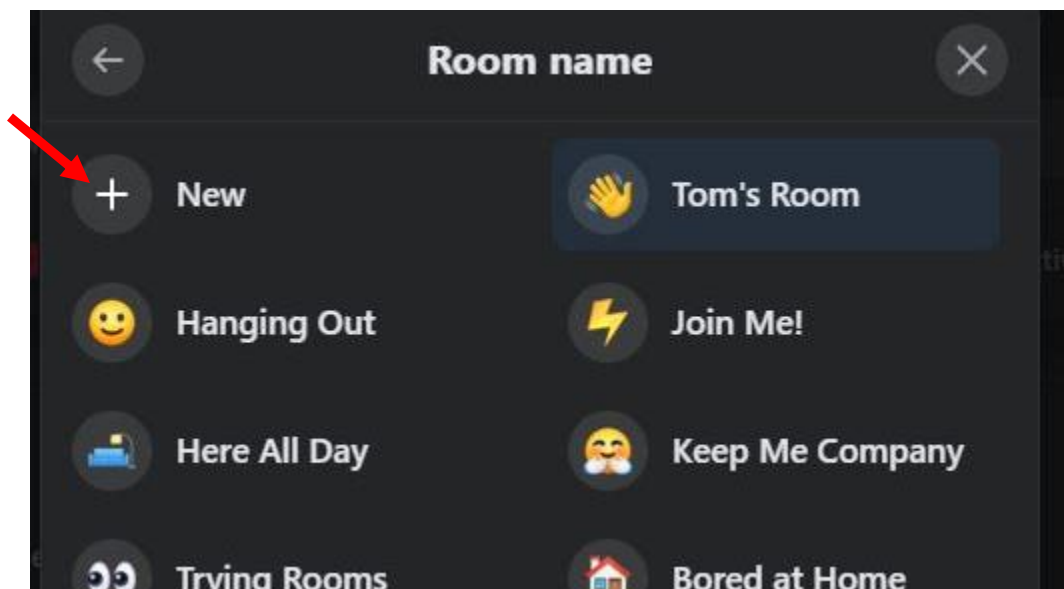 Room name
New
Tom's Room
Hanging Out
Join Me!
Here All Day
Keep Me Company
Trying Rooms
Bored at Home